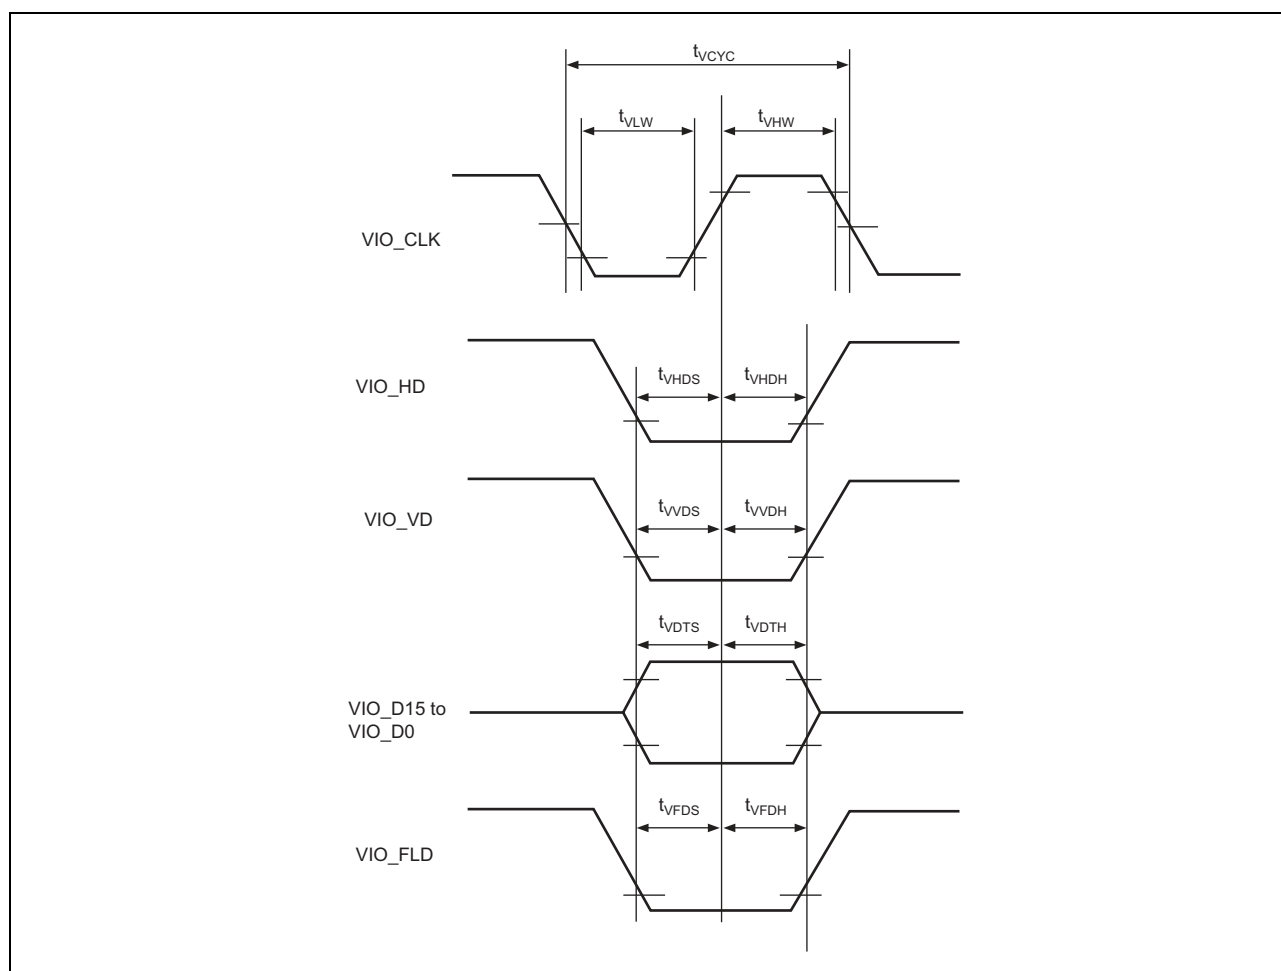 tVCYC
tVLW
tVHW
VIO_CLK
tVHDS
tVHDH
VIO_HD
tVVDS
tVVDH
VIO_VD
tVDTS
tVDTH
VIO_D15 to
VIO_D0
tVFDS
tVFDH
VIO_FLD